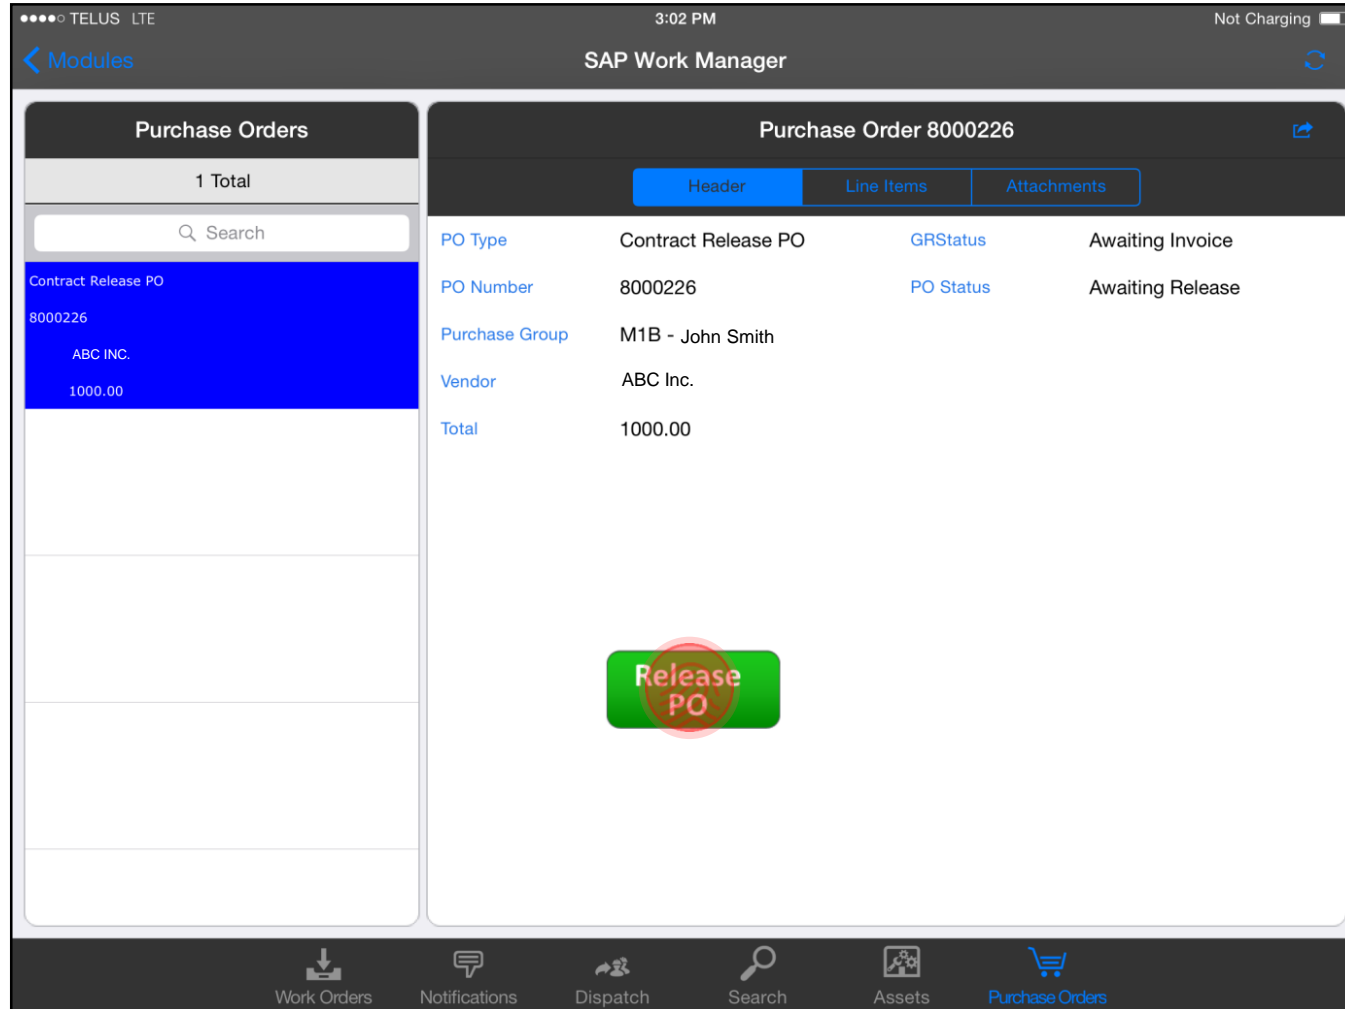 TELUS LTE
3:02 PM
Not Charging
Modules
SAP Work Manager
Purchase Orders
1 Total
Search
Contract Release PO
8000226
ABC INC.
1000.00
Purchase Order 8000226
Header
Line Items
Attachments
PO Type Contract Release PO GRStatus Awaiting Invoice
PO Number 8000226 PO Status Awaiting Release
Purchase Group M1B - John Smith
Vendor ABC Inc.
Total 1000.00
Release
PO
Work Orders
Notifications
Dispatch
Search
Assets
Purchase Orders